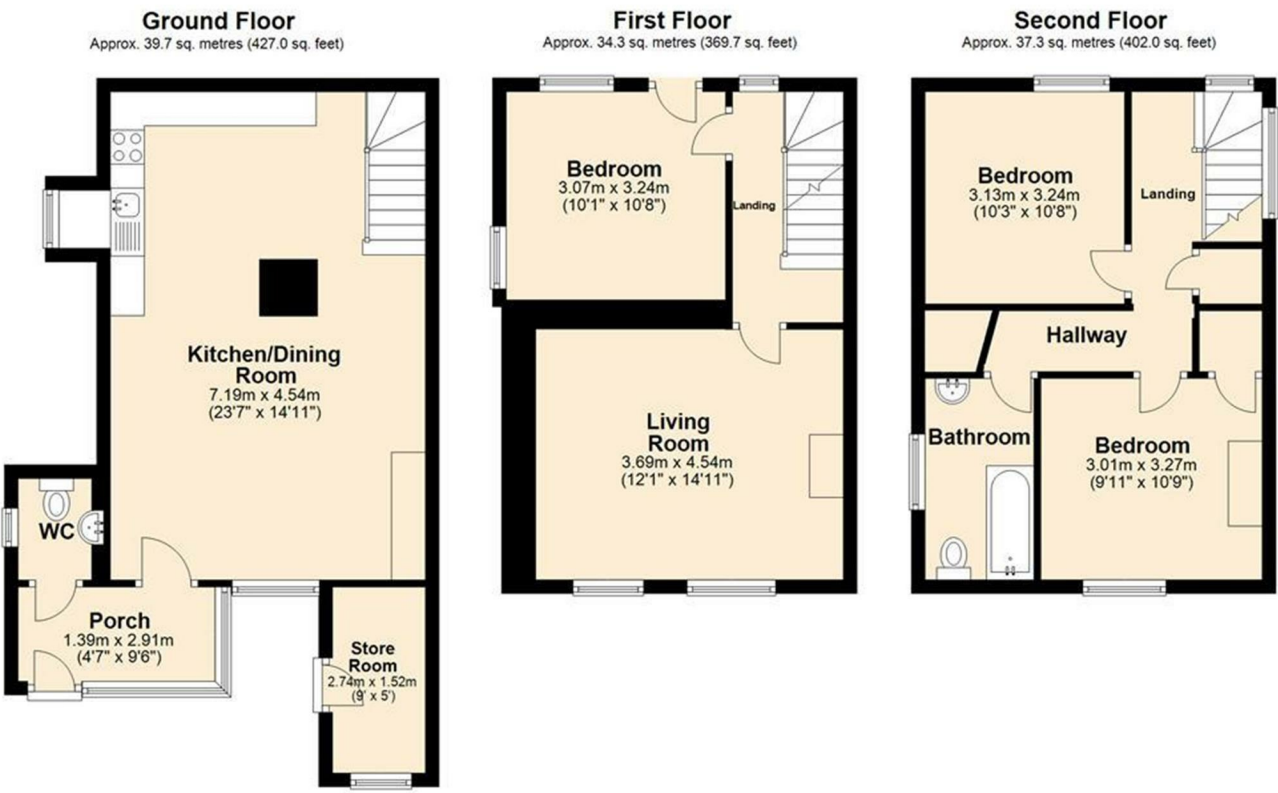 Ground Floor
Approx. 39.7 sq. metres (427.0 sq. feet)
Kitchen/Dining
Room
7.19m x 4.54m
(23'7" x 14'11")
WC
Porch
1.39m x 2.91m
(4'7" x 9'6")
Store
Room
2.74m x 1.52m
(9' x 5')
First Floor
Approx. 34.3 sq. metres (369.7 sq. feet)
Bedroom
3.07m x 3.24m
(10'1" x 10'8")
Landing
Living
Room
3.69m x 4.54m
(12'1" x 14'11")
Second Floor
Approx. 37.3 sq. metres (402.0 sq. feet)
Bedroom
3.13m x 3.24m
(10'3" x 10'8")
Landing
Hallway
Bathroom
Bedroom
3.01m x 3.27m
(9'11" x 10'9")